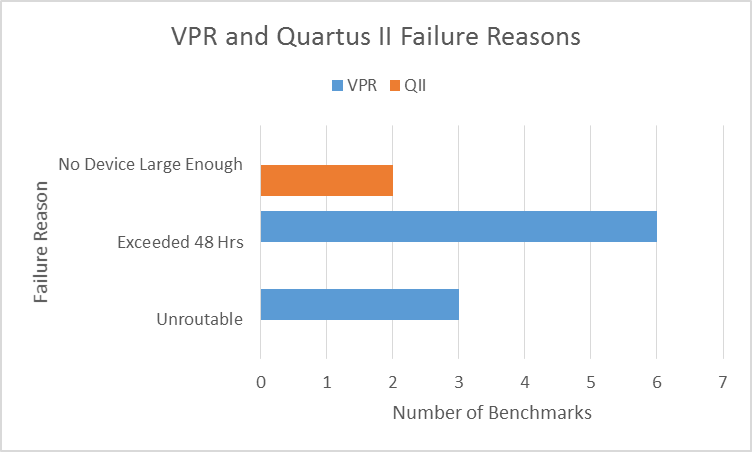 VPR and Quartus II Failure Reasons
VPR QII
Failure Reason
No Device Large Enough
Exceeded 48 Hrs
Unroutable
0 1 2 3 4 5 6 7
Number of Benchmarks